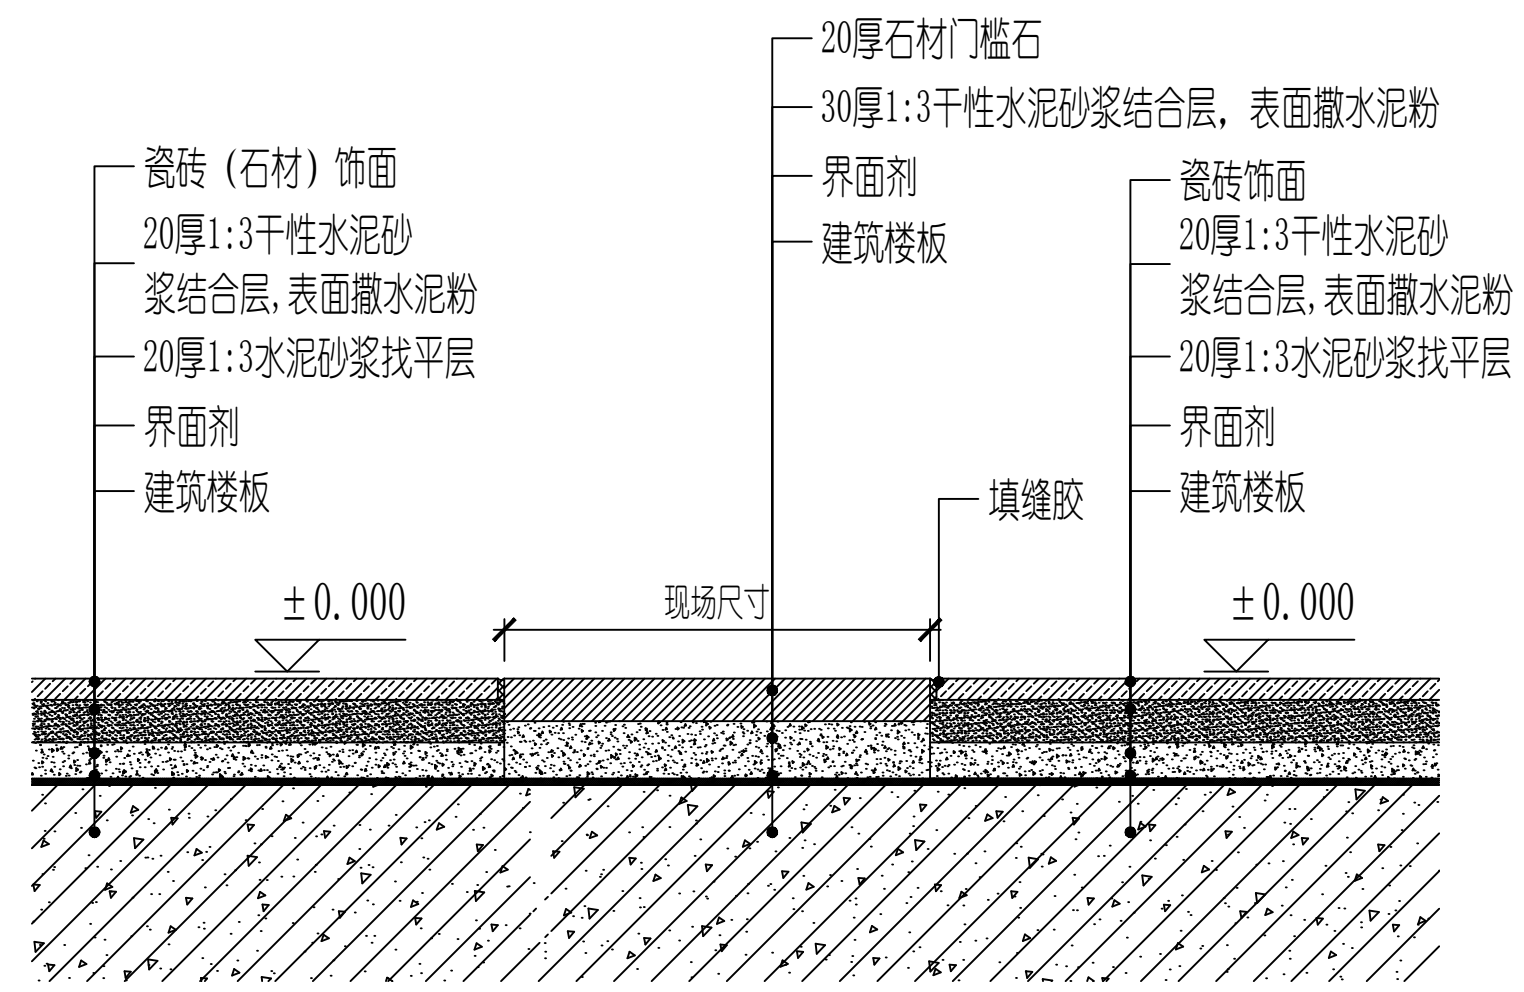 20厚石材门槛石
30厚1:3干性水泥砂浆结合层，表面撒水泥粉
界面剂
建筑楼板
瓷砖（石材）饰面
20厚1:3干性水泥砂
浆结合层,表面撒水泥粉
20厚1:3水泥砂浆找平层
界面剂
建筑楼板
瓷砖饰面
20厚1:3干性水泥砂
浆结合层,表面撒水泥粉
20厚1:3水泥砂浆找平层
界面剂
建筑楼板
填缝胶
±0.000
现场尺寸
±0.000